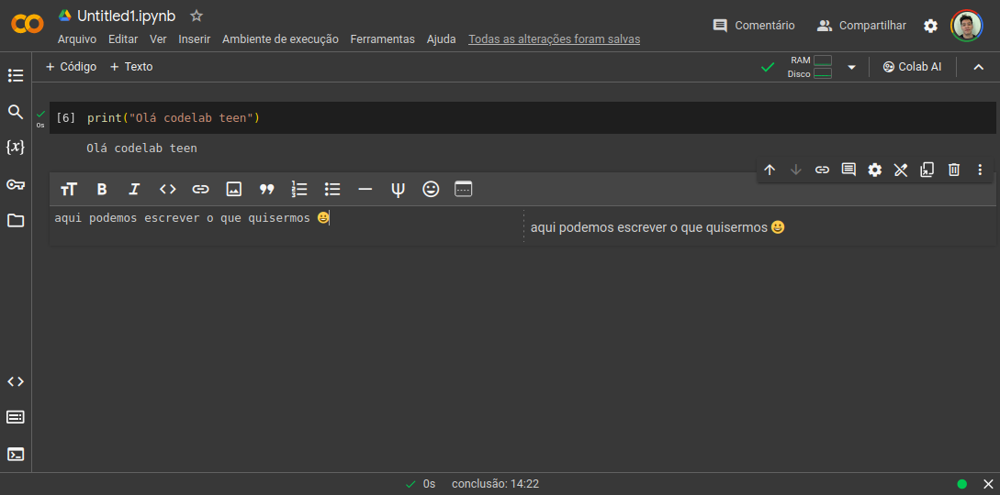 Untitled1.ipynb
Arquivo Editar Ver Inserir Ambiente de execução Ferramentas Ajuda Todas as alterações foram salvas
Comentário Compartilhar
+ Código + Texto
RAM
Disco
Colab AI
[6] print("Olá codelab teen")
0s
Olá codelab teen
aqui podemos escrever o que quisermos 😀
aqui podemos escrever o que quisermos 😀
0s conclusão: 14:22